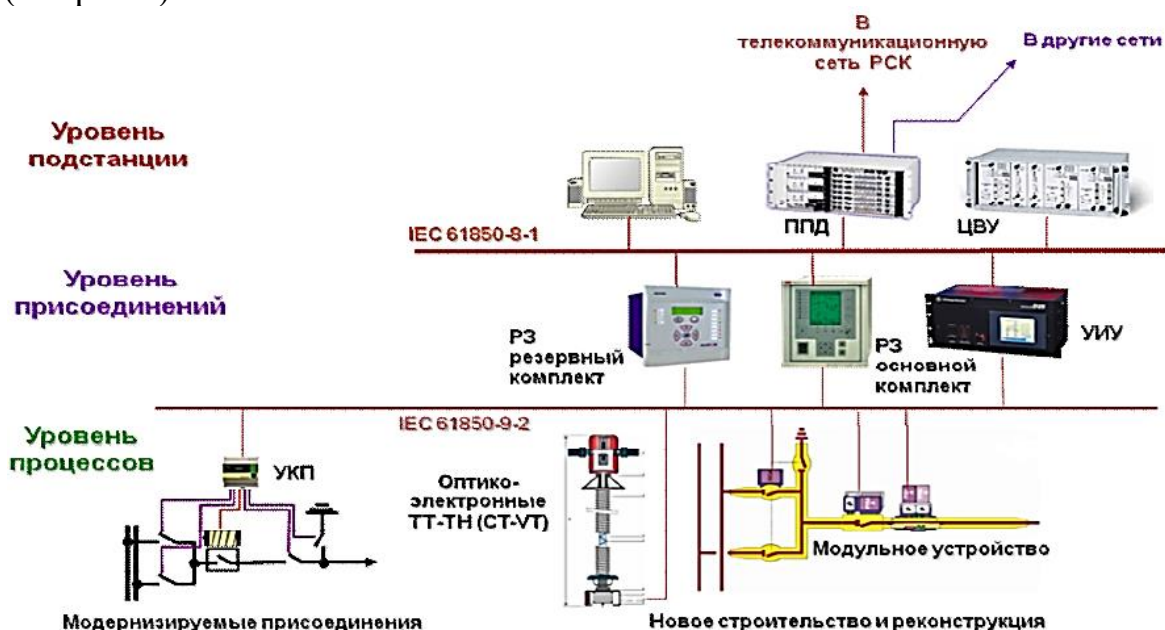 В
телекоммуникационную
сеть РСК
В другие сети
Уровень
подстанции
ППД
ЦВУ
IEC 61850-8-1
Уровень
присоединений
РЗ
резервный
комплект
РЗ
основной
комплект
УИУ
IEC 61850-9-2
Уровень
процессов
УКП
Оптико-
электронные
ТТ-ТН (CT-VT)
Модульное устройство
Модернизируемые присоединения
Новое строительство и реконструкция